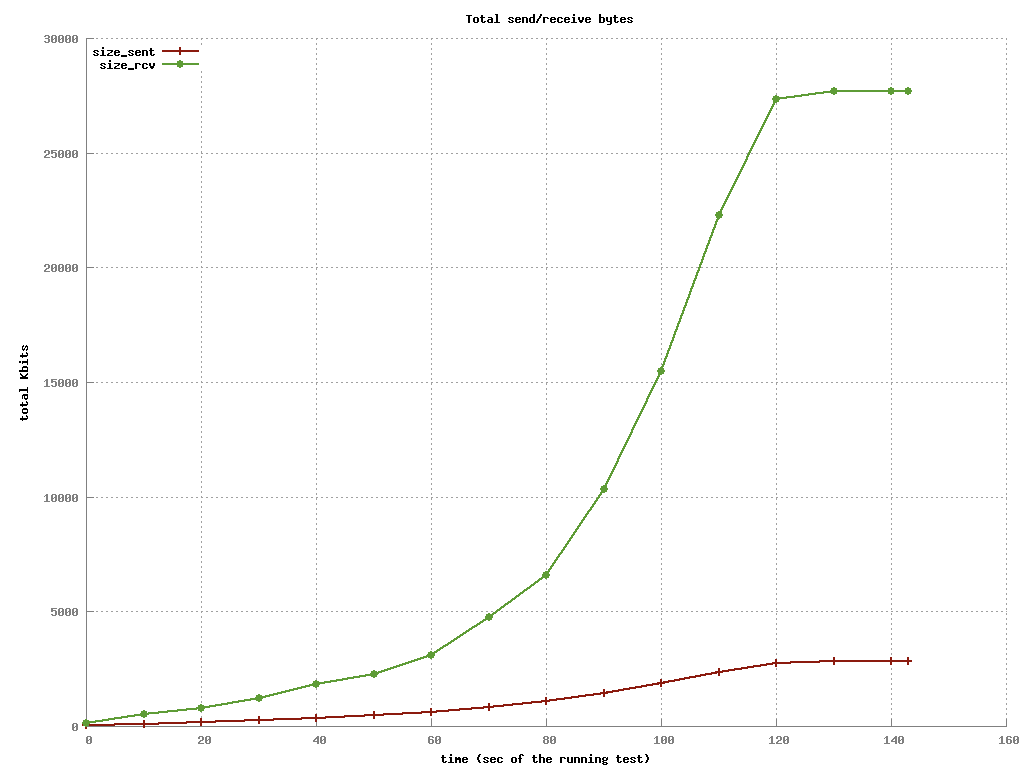 Total send/receive bytes
30000
size_sent
size_rcv
25000
20000
15000
total Kbits
10000
5000
0
0 20 40 60 80 100 120 140 160
time (sec of the running test)